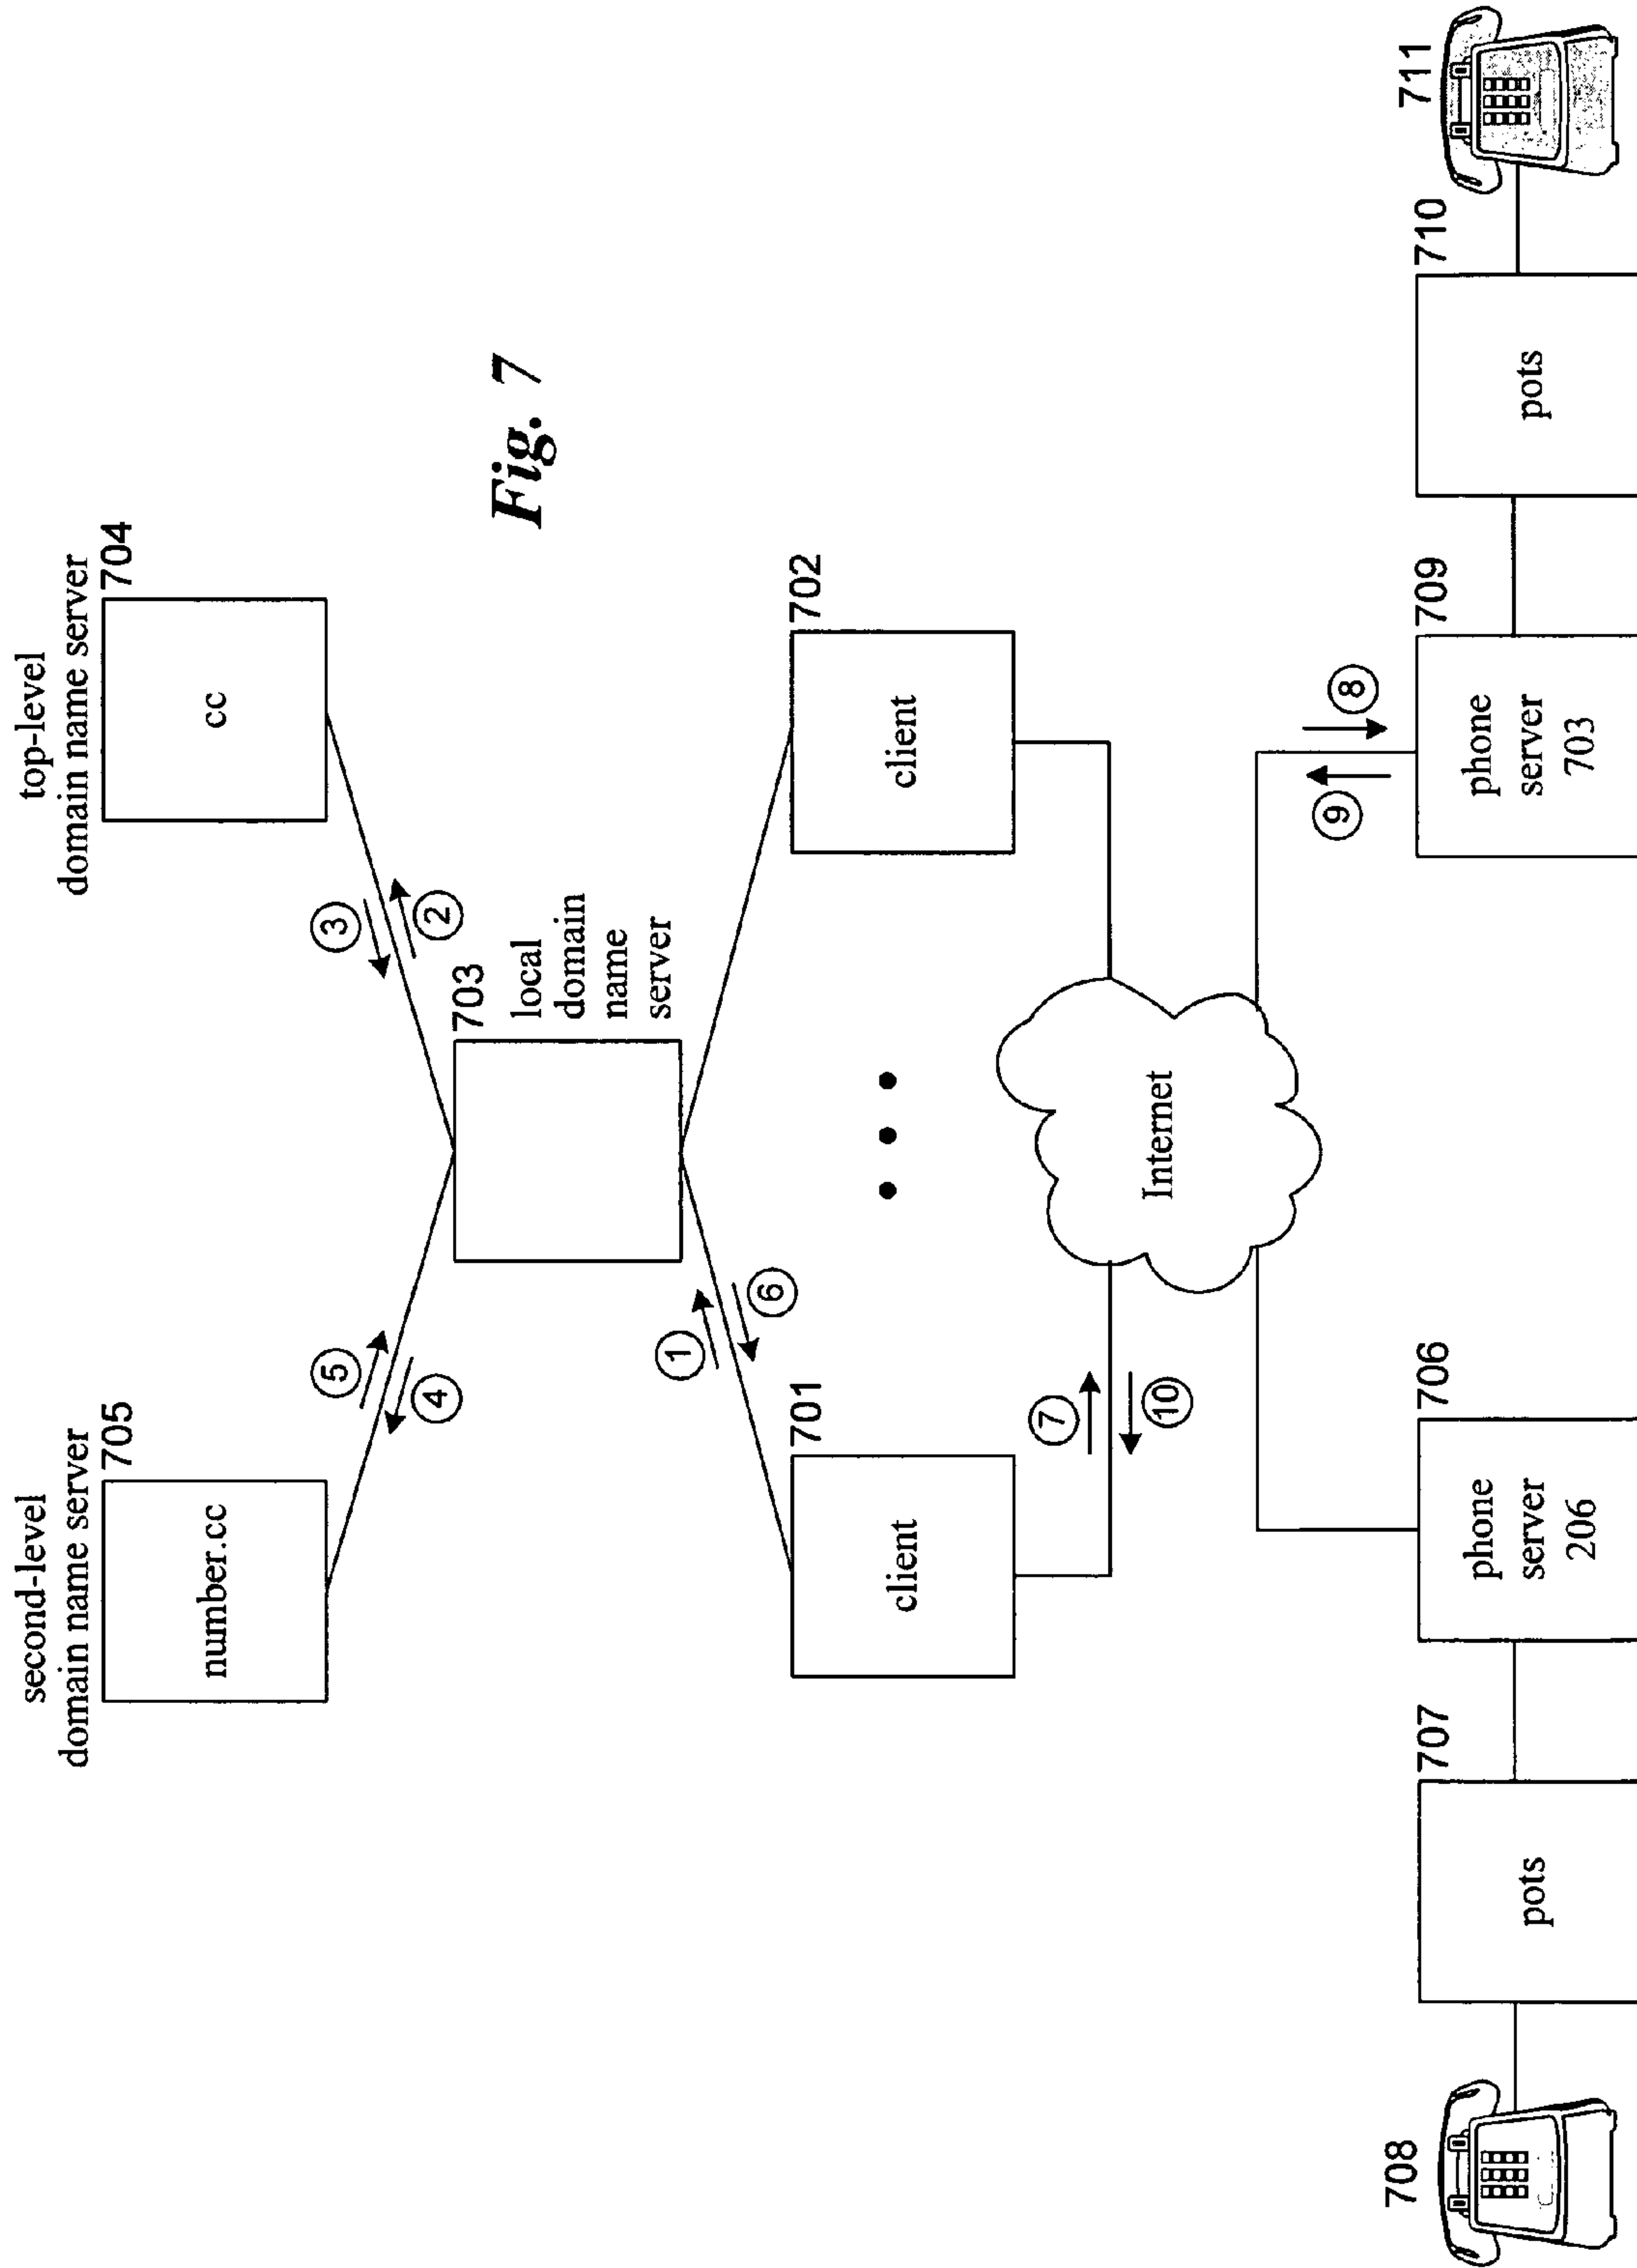 second-level
domain name server
705
number.cc
top-level
domain name server
704
cc
5
4
3
2
703
local
domain
name
server
Fig. 7
1
6
701
client
702
client
7
10
Internet
9
8
708
707
pots
706
phone
server
206
709
phone
server
703
710
pots
711